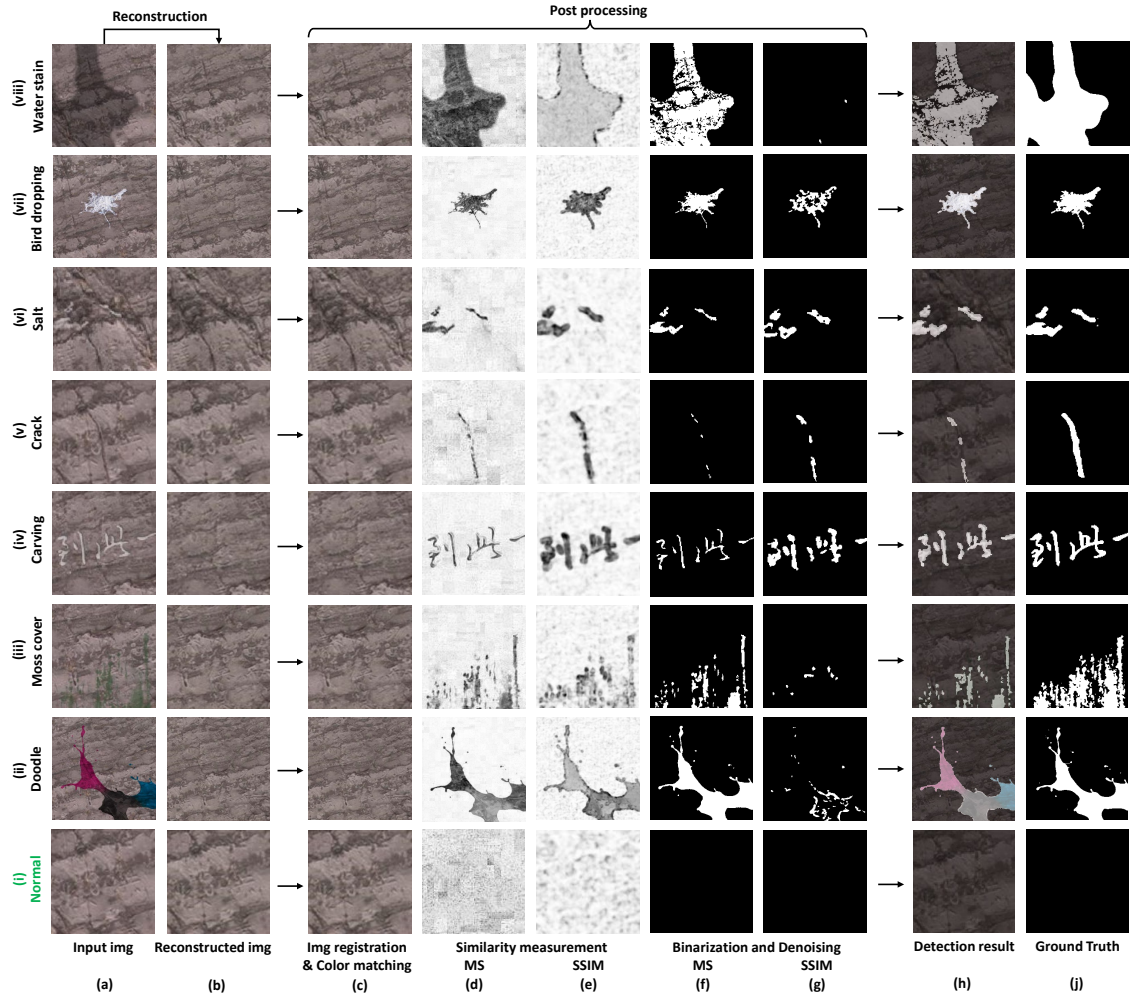 Reconstruction
Post processing
(viii)
Water stain
(vii)
Bird dropping
(vi)
Salt
(v)
Crack
(iv)
Carving
(iii)
Moss cover
(ii)
Doodle
(i)
Normal
Input img
Reconstructed img
Img registration
& Color matching
Similarity measurement
MS
SSIM
Binarization and Denoising
MS
SSIM
Detection result
Ground Truth
(a)
(b)
(c)
(d)
(e)
(f)
(g)
(h)
(j)